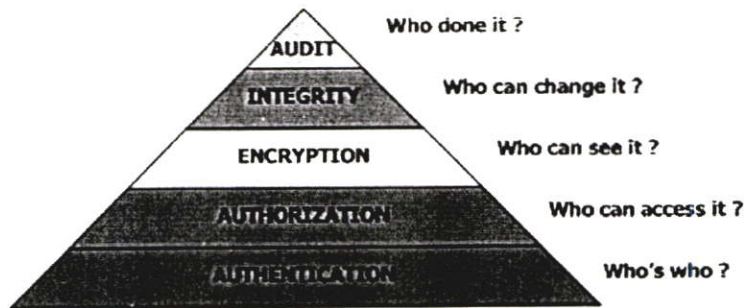 Who done it ?
AUDIT
Who can change it ?
INTEGRITY
Who can see it ?
ENCRYPTION
Who can access it ?
AUTHORIZATION
Who's who ?
AUTHENTICATION